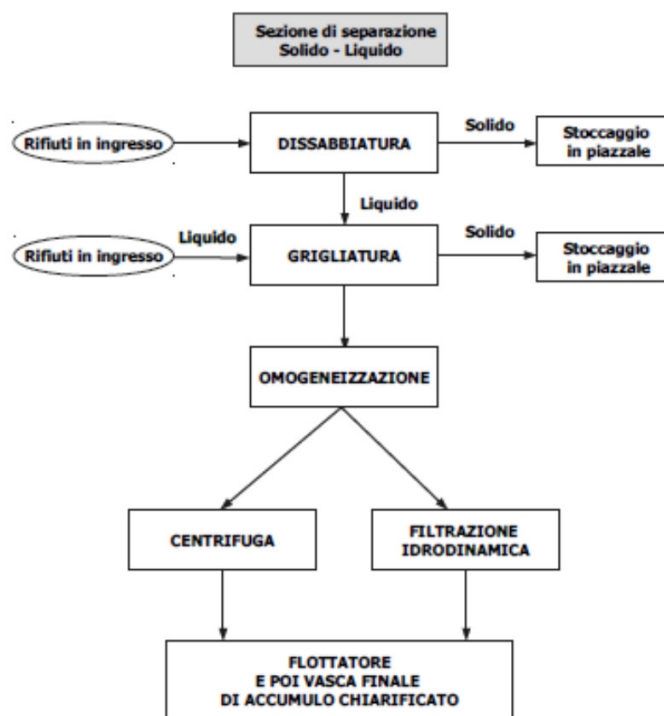 Sezione di separazione
Solido - Liquido
Rifiuti in ingresso
DISSABBIATURA
Solido
Stoccaggio
in piazzale
Liquido
Rifiuti in ingresso
Liquido
GRIGLIATURA
Solido
Stoccaggio
in piazzale
OMOGENEIZZAZIONE
CENTRIFUGA
FILTRAZIONE
IDRODINAMICA
FLOTTATORE
E POI VASCA FINALE
DI ACCUMULO CHIARIFICATO